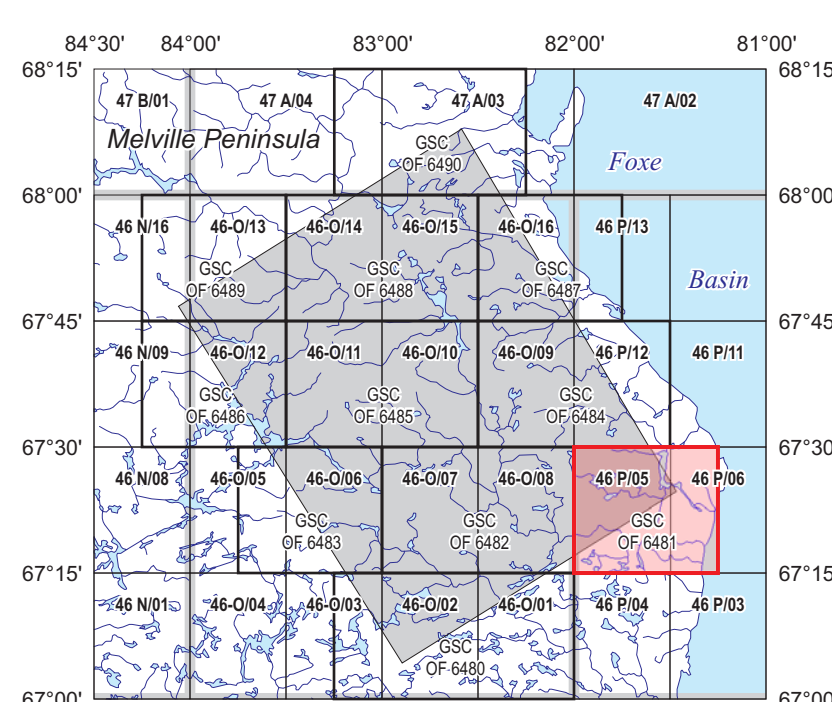 84°30' 84°00' 83°00' 82°00' 81°00'
68°15' 68°15
47 B/01 47 A/04 47 A/03 47 A/02
Melville Peninsula
GSC
OF 6490
Foxe
68°00' 68°00
46 N/16 46-O/13 46-O/14 46-O/15 46-O/16 46 P/13
GSC
OF 6489
GSC
OF 6488
GSC
OF 6487
Basin
67°45' 67°45
46 N/09 46-O/12 46-O/11 46-O/10 46-O/09 46 P/12 46 P/11
GSC
OF 6486
GSC
OF 6485
GSC
OF 6484
67°30' 67°30
46 N/08 46-O/05 46-O/06 46-O/07 46-O/08 46 P/05 46 P/06
GSC
OF 6483
GSC
OF 6482
GSC
OF 6481
67°15' 67°15
46 N/01 46-O/04 46-O/03 46-O/02 46-O/01 46 P/04 46 P/03
GSC
OF 6480
67°00' 67°00